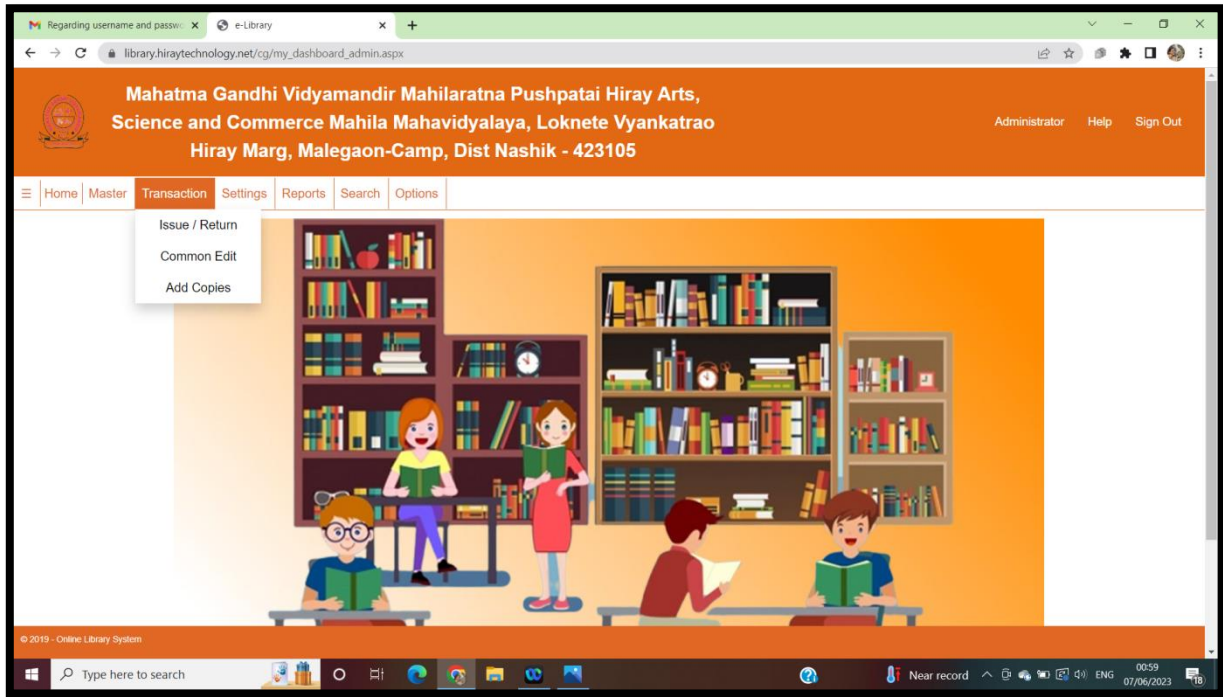 Regarding username and passwo
e-Library
library.hiraytechnology.net/cg/my_dashboard_admin.aspx
Mahatma Gandhi Vidyamandir Mahilaratna Pushpatai Hiray Arts,
Science and Commerce Mahila Mahavidyalaya, Loknete Vyankatrao
Hiray Marg, Malegaon-Camp, Dist Nashik - 423105
Administrator Help Sign Out
Home Master Transaction Settings Reports Search Options
Issue / Return
Common Edit
Add Copies
© 2019 - Online Library System
Type here to search
Near record
ENG
00:59
07/06/2023
18